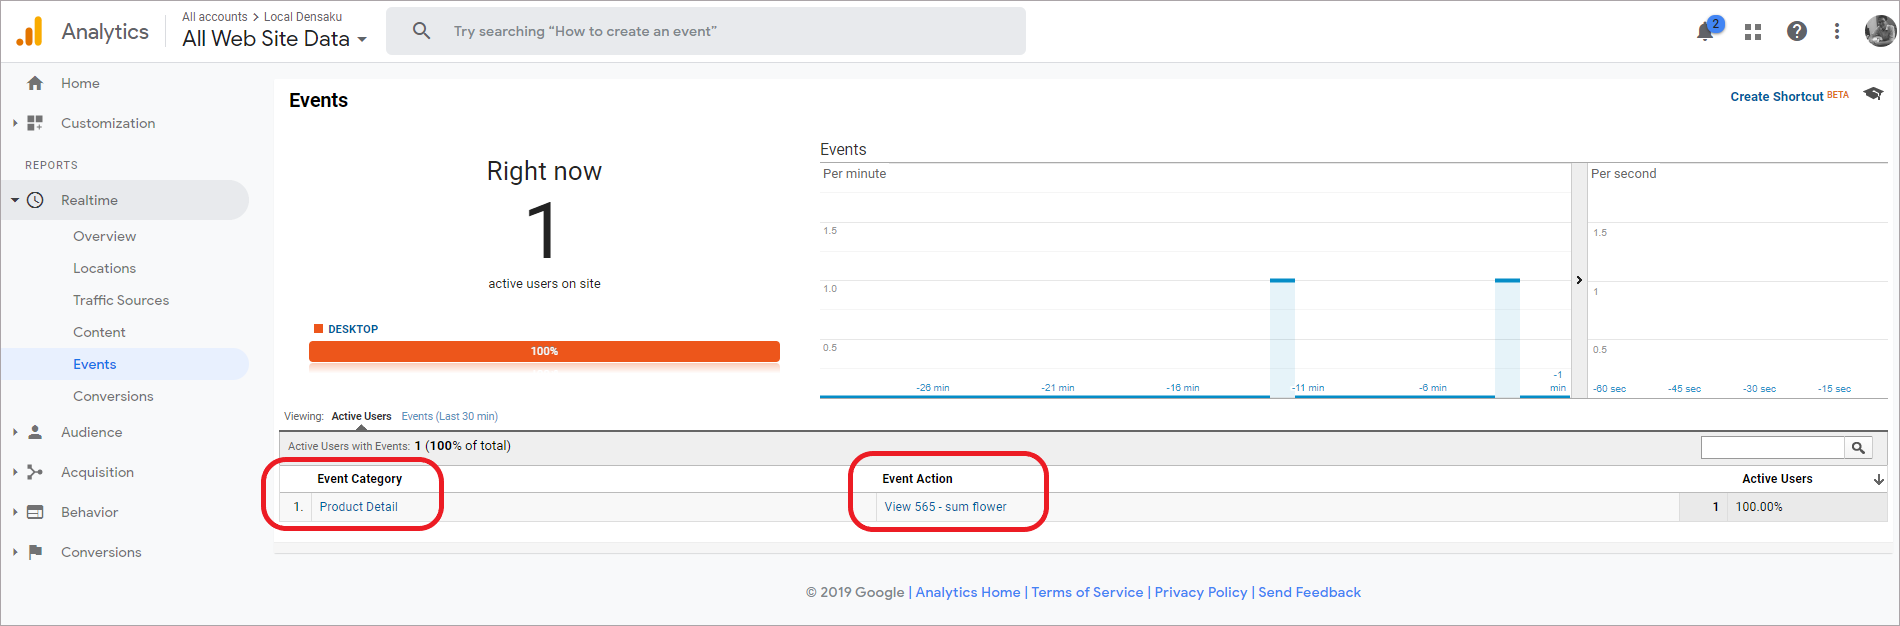 Analytics
All accounts > Local Densaku
All Web Site Data
Try searching “How to create an event”
2
Home
Customization
REPORTS
Realtime
Overview
Locations
Traffic Sources
Content
Events
Conversions
Audience
Acquisition
Behavior
Conversions
Events
Create Shortcut BETA
Right now
1
active users on site
DESKTOP
100%
Events
Per minute
1.5
1.0
0.5
-26 min -21 min -16 min -11 min -6 min -1 min
Per second
1.5
1
0.5
-60 sec -45 sec -30 sec -15 sec
Viewing: Active Users Events (Last 30 min)
Active Users with Events: 1 (100% of total)
Event Category Event Action Active Users
1. Product Detail View 565 - sum flower 1 100.00%
© 2019 Google | Analytics Home | Terms of Service | Privacy Policy | Send Feedback